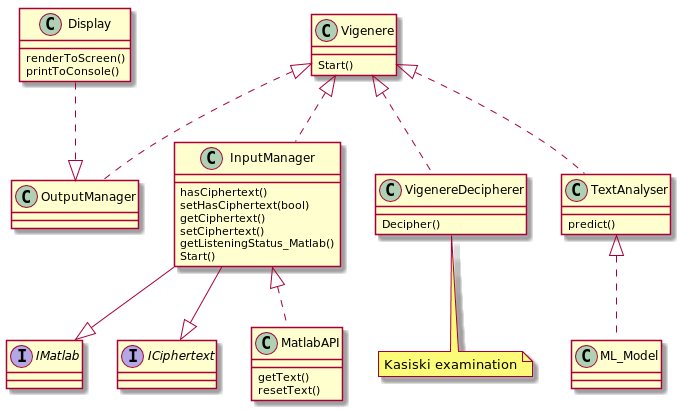 C Display
renderToScreen()
printToConsole()
C Vigenere
Start()
C OutputManager
C InputManager
hasCiphertext()
setHasCiphertext(bool)
getCiphertext()
setCiphertext()
getListeningStatus_Matlab()
Start()
C VigenereDecipherer
Decipher()
C TextAnalyser
predict()
I IMatlab
I ICiphertext
C MatlabAPI
getText()
resetText()
Kasiski examination
C ML_Model